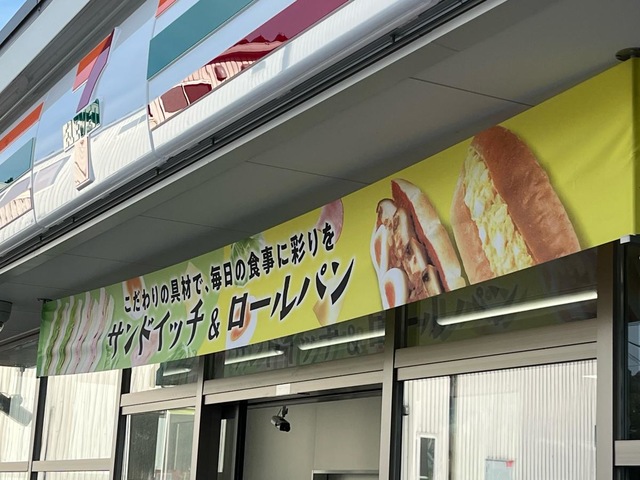 こだわりの具材で、毎日の食事に彩りを
サンドイッチ & ロールパン